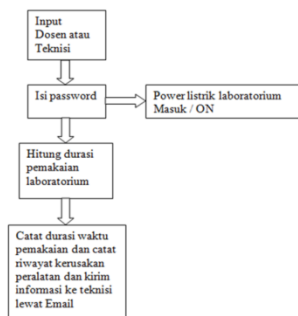 Input
Dosen atau
Teknisi
Isi password
Power listrik laboratorium
Masuk / ON
Hitung durasi
pemakaian
laboratorium
Catat durasi waktu
pemakaian dan catat
riwayat kerusakan
peralatan dan kirim
informasi ke teknisi
lewat Email